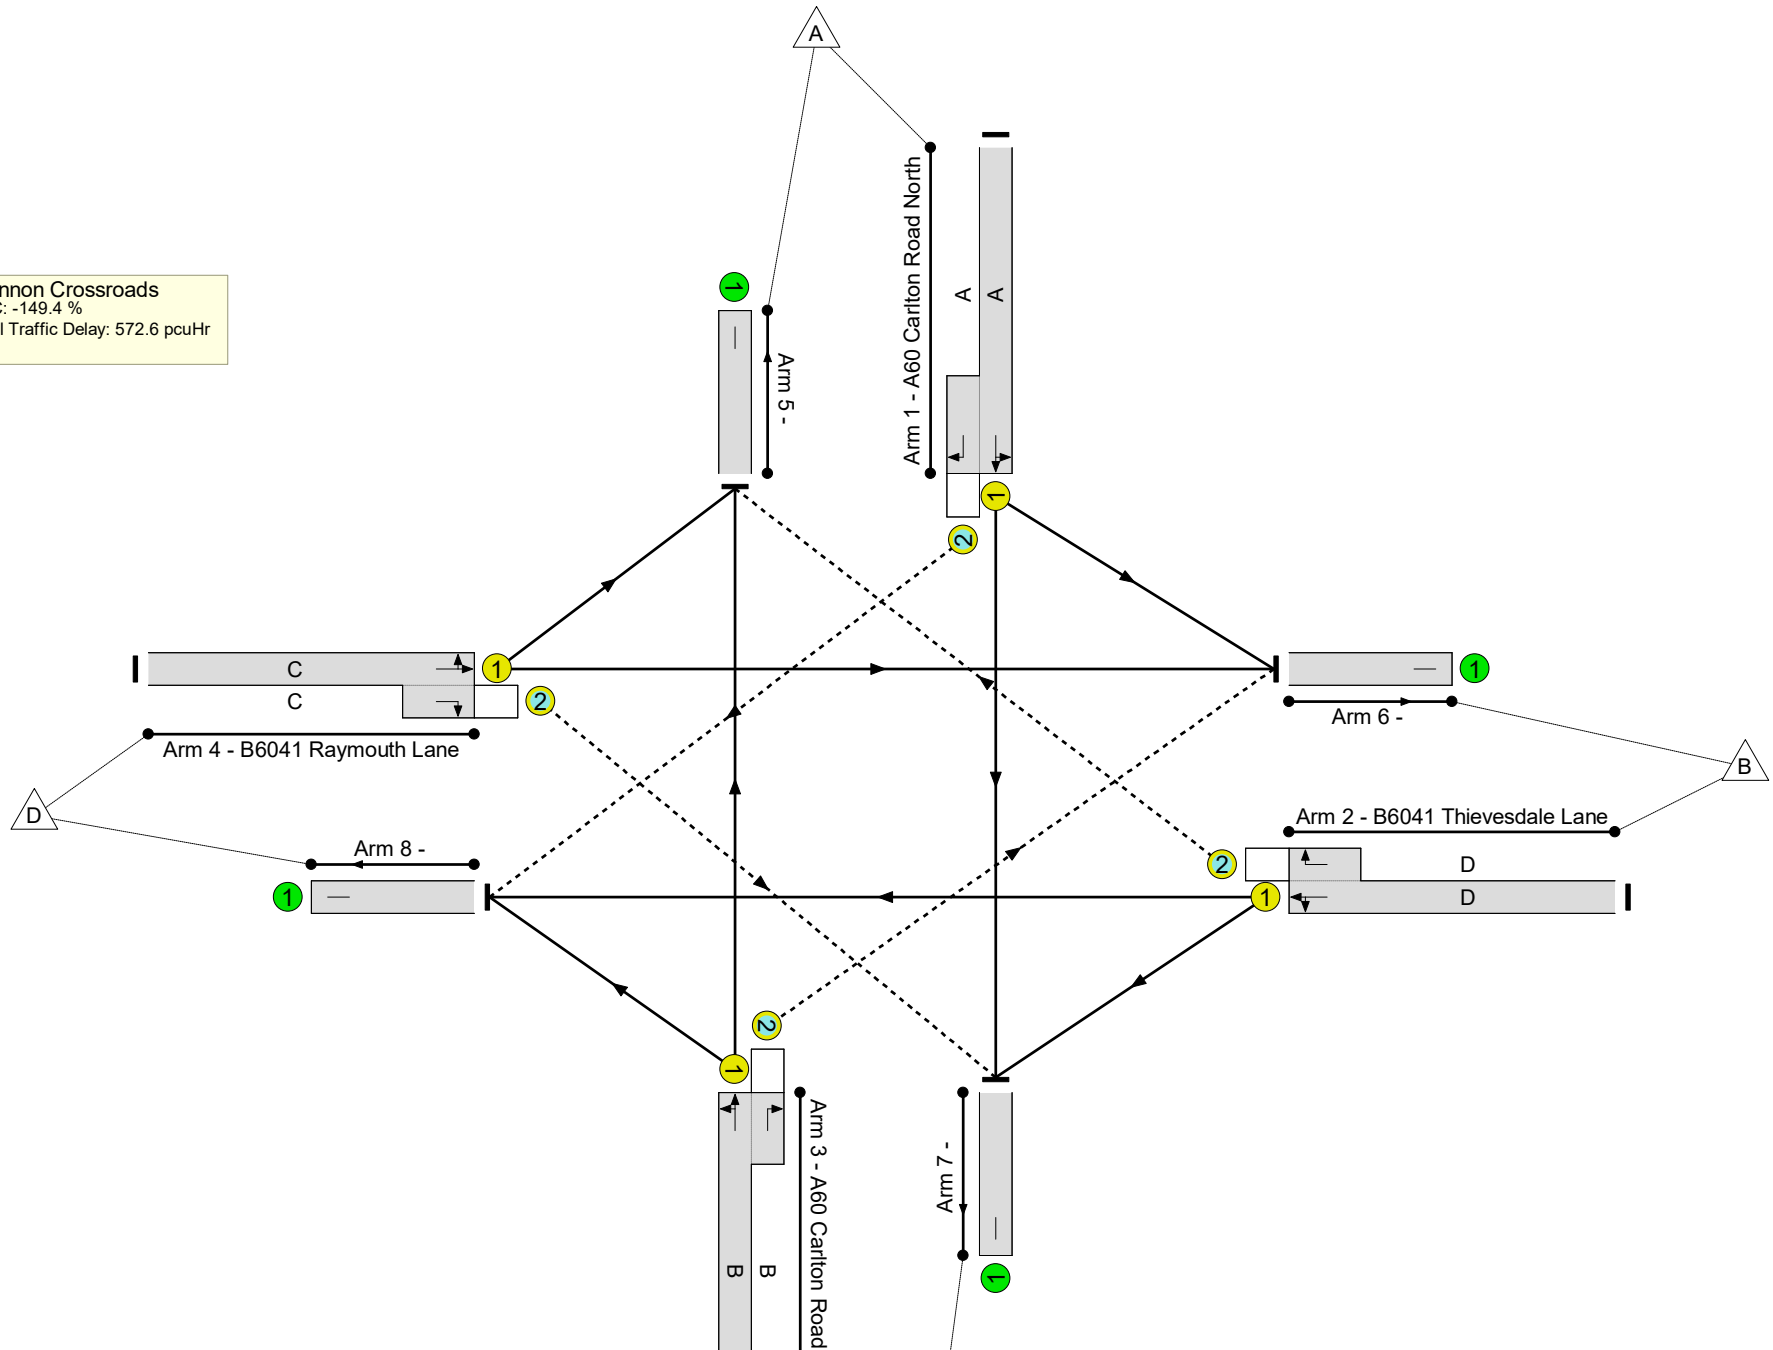 A
Arm 1 - A60 Carlton Road North
A
A
1
nnon Crossroads
C: -149.4 %
l Traffic Delay: 572.6 pcuHr
Arm 5 -
1
2
C
1
1
C
2
Arm 6 -
Arm 4 - B6041 Raymouth Lane
B
D
Arm 2 - B6041 Thievesdale Lane
Arm 8 -
2
D
1
1
D
2
1
Arm 3 - A60 Carlton Road
Arm 7 -
B
B
1